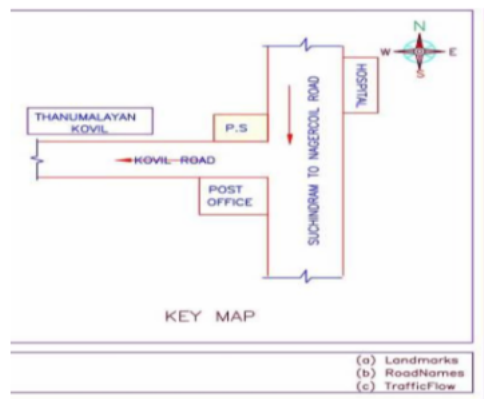 N
W E
S
HOSPITAL
THANUMALAYAN
KOVIL
P.S
KOVIL ROAD
SUCHINDRAM TO NAGERCOIL ROAD
POST
OFFICE
KEY MAP
(a) Landmarks
(b) RoadNames
(c) TrafficFlow